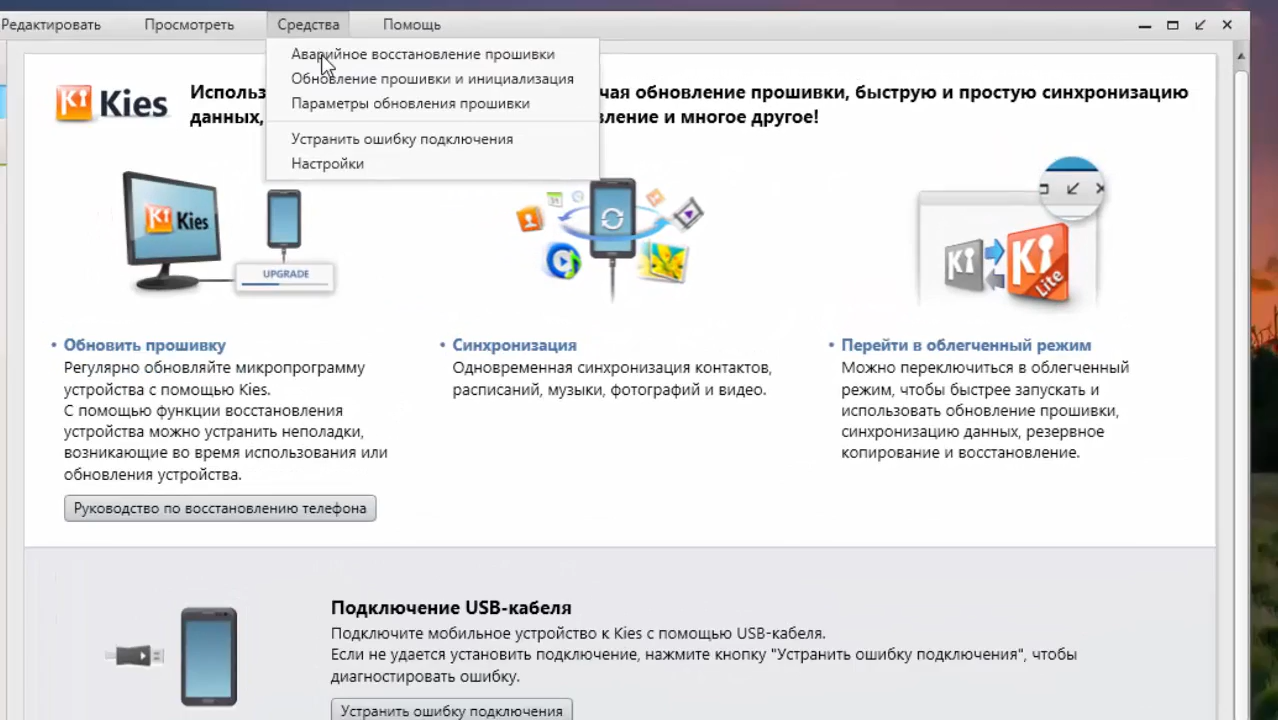 Редактировать Просмотреть Средства Помощь
Аварийное восстановление прошивки
Обновление прошивки и инициализация
Параметры обновления прошивки
Устранить ошибку подключения
Настройки
Kies
Использ чая обновление прошивки, быструю и простую синхронизацию
данных, вление и многое другое!
Kies
UPGRADE
Lite
• Обновить прошивку
Регулярно обновляйте микропрограмму
устройства с помощью Kies.
С помощью функции восстановления
устройства можно устранить неполадки,
возникающие во время использования или
обновления устройства.
Руководство по восстановлению телефона
• Синхронизация
Одновременная синхронизация контактов,
расписаний, музыки, фотографий и видео.
• Перейти в облегченный режим
Можно переключиться в облегченный
режим, чтобы быстрее запускать и
использовать обновление прошивки,
синхронизацию данных, резервное
копирование и восстановление.
Подключение USB-кабеля
Подключите мобильное устройство к Kies с помощью USB-кабеля.
Если не удается установить подключение, нажмите кнопку "Устранить ошибку подключения", чтобы
диагностировать ошибку.
Устранить ошибку подключения